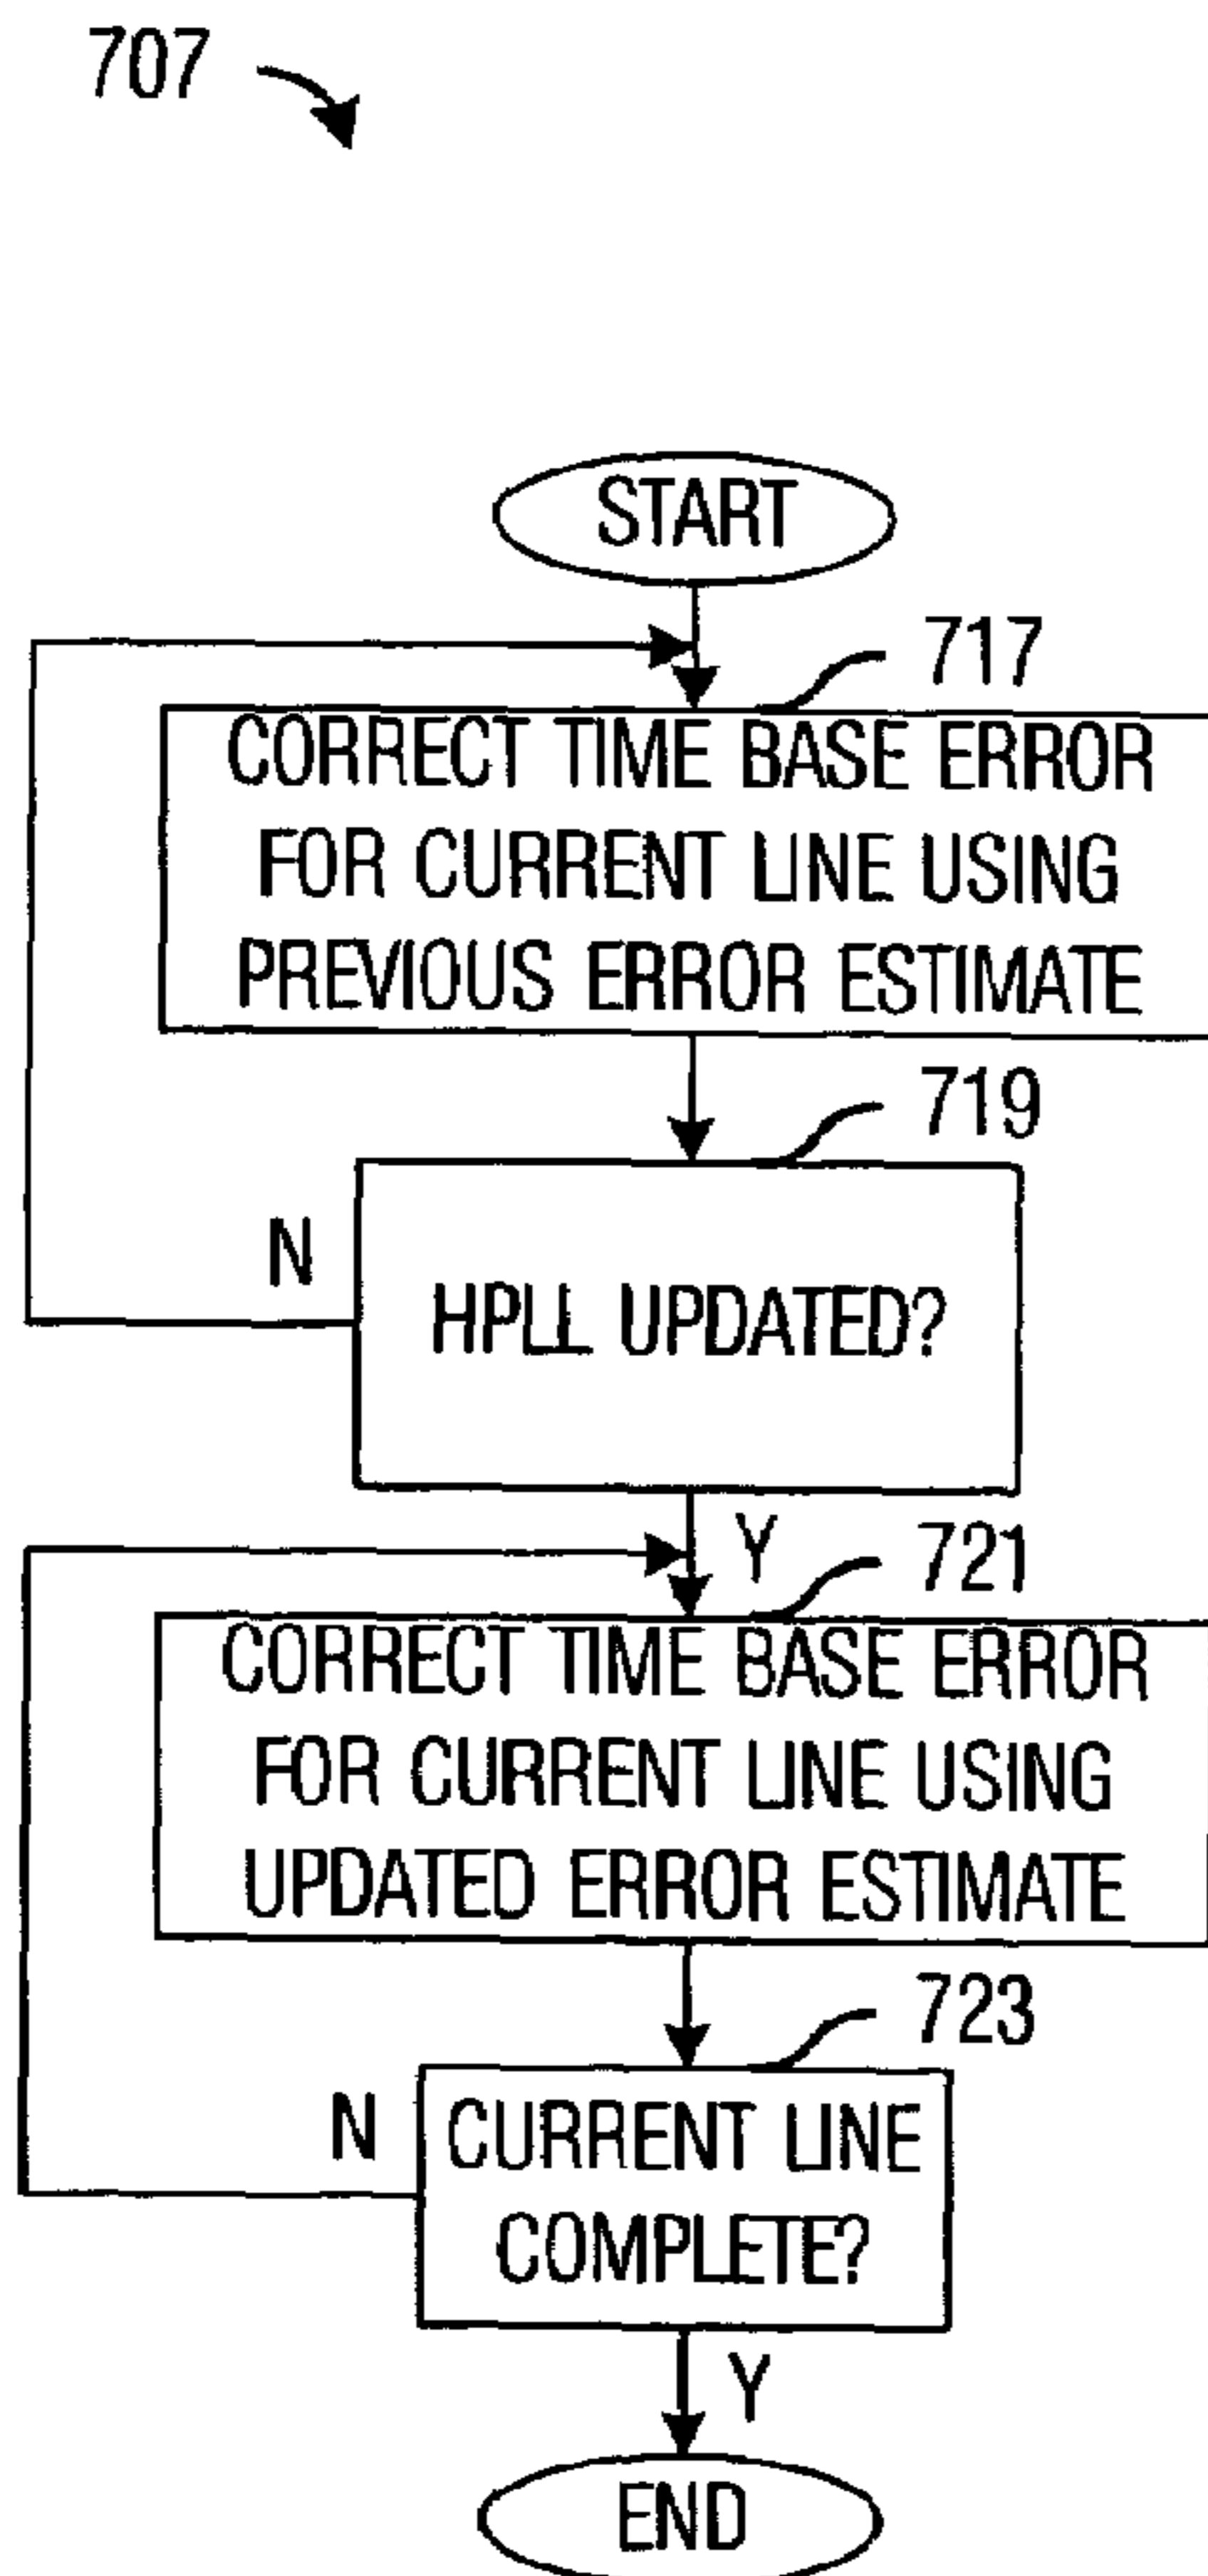 707
START
717
CORRECT TIME BASE ERROR
FOR CURRENT LINE USING
PREVIOUS ERROR ESTIMATE
719
N
HPLL UPDATED?
Y
721
CORRECT TIME BASE ERROR
FOR CURRENT LINE USING
UPDATED ERROR ESTIMATE
723
N
CURRENT LINE
COMPLETE?
Y
END